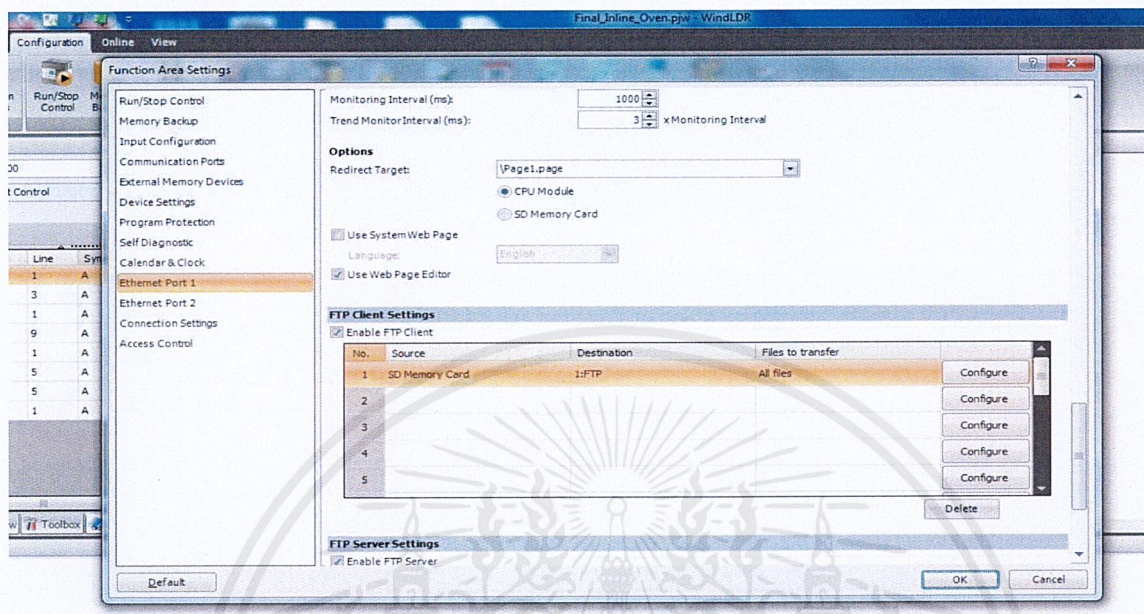 Final_Inline_Oven.pjw - WindLDR
Configuration Online View
Function Area Settings
Run/Stop
Control
Run/Stop Control
Memory Backup
Input Configuration
Communication Ports
External Memory Devices
Device Settings
Program Protection
Self Diagnostic
Calendar & Clock
Ethernet Port 1
Ethernet Port 2
Connection Settings
Access Control
t Control
Line Sy
1 A
3 A
1 A
9 A
1 A
5 A
5 A
1 A
Toolbox
Monitoring Interval (ms): 1000
Trend Monitor Interval (ms): 3 x Monitoring Interval
Options
Redirect Target: \Page1.page
CPU Module
SD Memory Card
Use System Web Page
Language: English
Use Web Page Editor
FTP Client Settings
Enable FTP Client
No. Source Destination Files to transfer
1 SD Memory Card 1:FTP All files Configure
2 Configure
3 Configure
4 Configure
5 Configure
Delete
FTP Server Settings
Enable FTP Server
Default OK Cancel